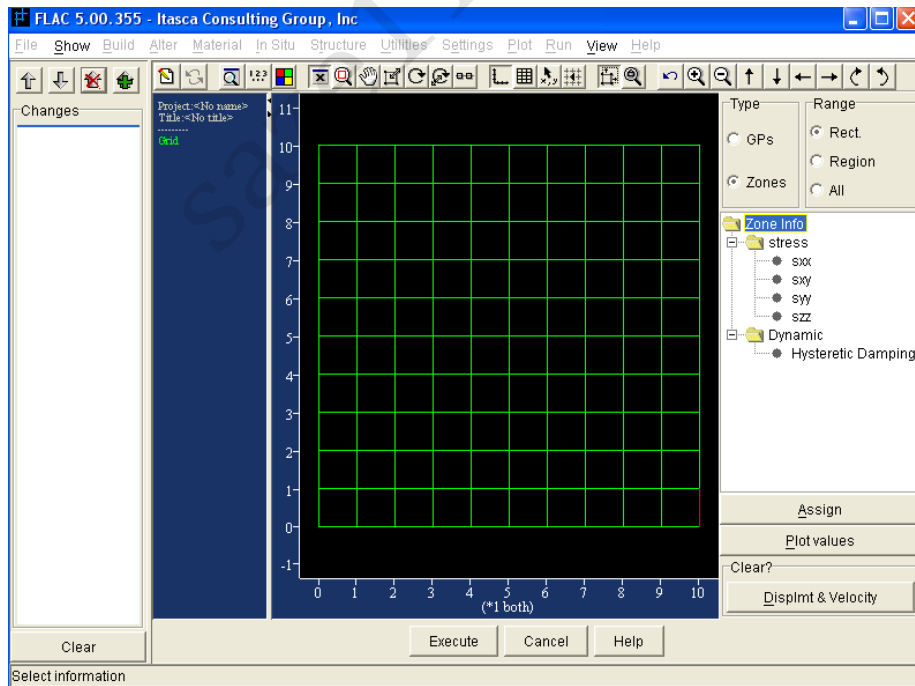 FLAC 5.00.355 - Itasca Consulting Group, Inc
File Show Build Alter Material In Situ Structure Utilities Settings Plot Run View Help
1.2.3
x,y
Changes
Project:<No name>
Title:<No title>
----------
Grid
11
10
9
8
7
6
5
4
3
2
1
0
-1
0 1 2 3 4 5 6 7 8 9 10
(*1 both)
Type
GPs
Zones
Range
Rect.
Region
All
Zone Info
stress
sxx
sxy
syy
szz
Dynamic
Hysteretic Damping
Assign
Plot values
Clear?
Displmt & Velocity
Clear
Execute Cancel Help
Select information